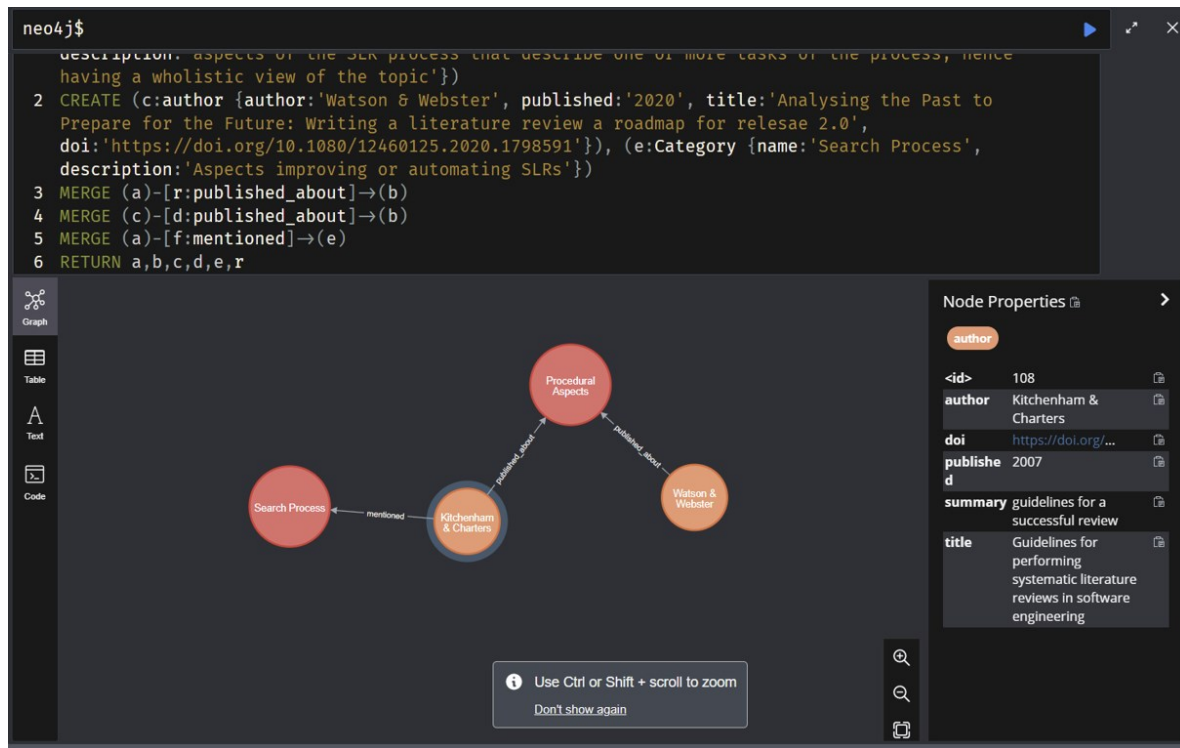 neo4j$
description:'aspects of the SLR process that describe one or more tasks of the process, hence
having a wholistic view of the topic'})
2 CREATE (c:author {author:'Watson & Webster', published:'2020', title:'Analysing the Past to
Prepare for the Future: Writing a literature review a roadmap for relesae 2.0',
doi:'https://doi.org/10.1080/12460125.2020.1798591'}), (e:Category {name:'Search Process',
description:'Aspects improving or automating SLRs'})
3 MERGE (a)-[r:published_about]→(b)
4 MERGE (c)-[d:published_about]→(b)
5 MERGE (a)-[f:mentioned]→(e)
6 RETURN a,b,c,d,e,r
Graph
Table
A
Text
Code
Procedural
Aspects
published_about
published_about
Search Process
mentioned
Kitchenham
& Charters
Watson &
Webster
Use Ctrl or Shift + scroll to zoom
Don't show again
Node Properties
author
<id> 108
author Kitchenham &
Charters
doi https://doi.org/...
publishe 2007
d
summary guidelines for a
successful review
title Guidelines for
performing
systematic literature
reviews in software
engineering